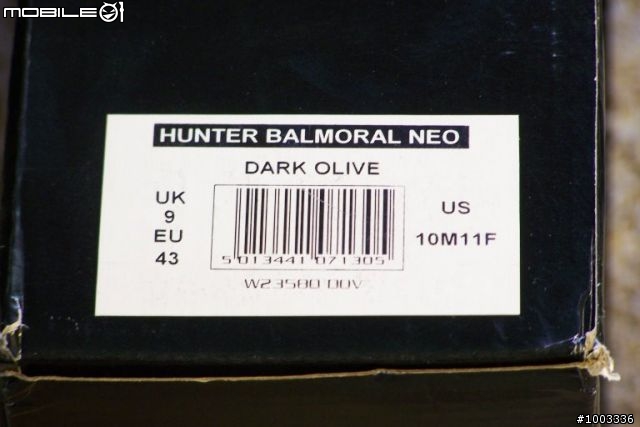 MOBILE01
HUNTER BALMORAL NEO
DARK OLIVE
UK
9
EU
43
US
10M11F
5 013441 071305
W23580 DOV
#1003336